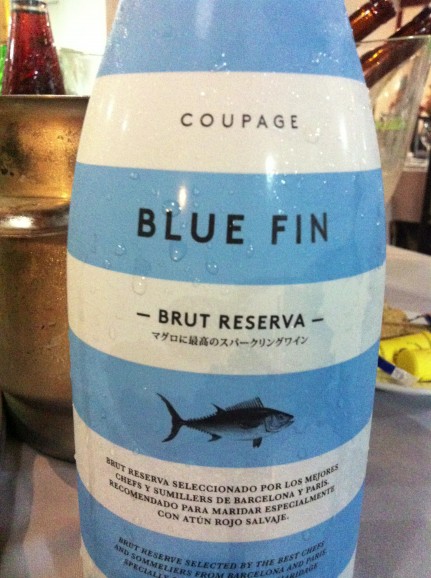 COUPAGE
BLUE FIN
— BRUT RESERVA —
マグロに最高のスパークリングワイン
BRUT RESERVA SELECCIONADO POR LOS MEJORES
CHEFS Y SUMILLERS DE BARCELONA Y PARÍS.
RECOMENDADO PARA MARIDAR ESPECIALMENTE
CON ATÚN ROJO SALVAJE.
BRUT RESERVE SELECTED BY THE BEST CHEFS
AND SOMMELIERS FROM BARCELONA AND PARIS